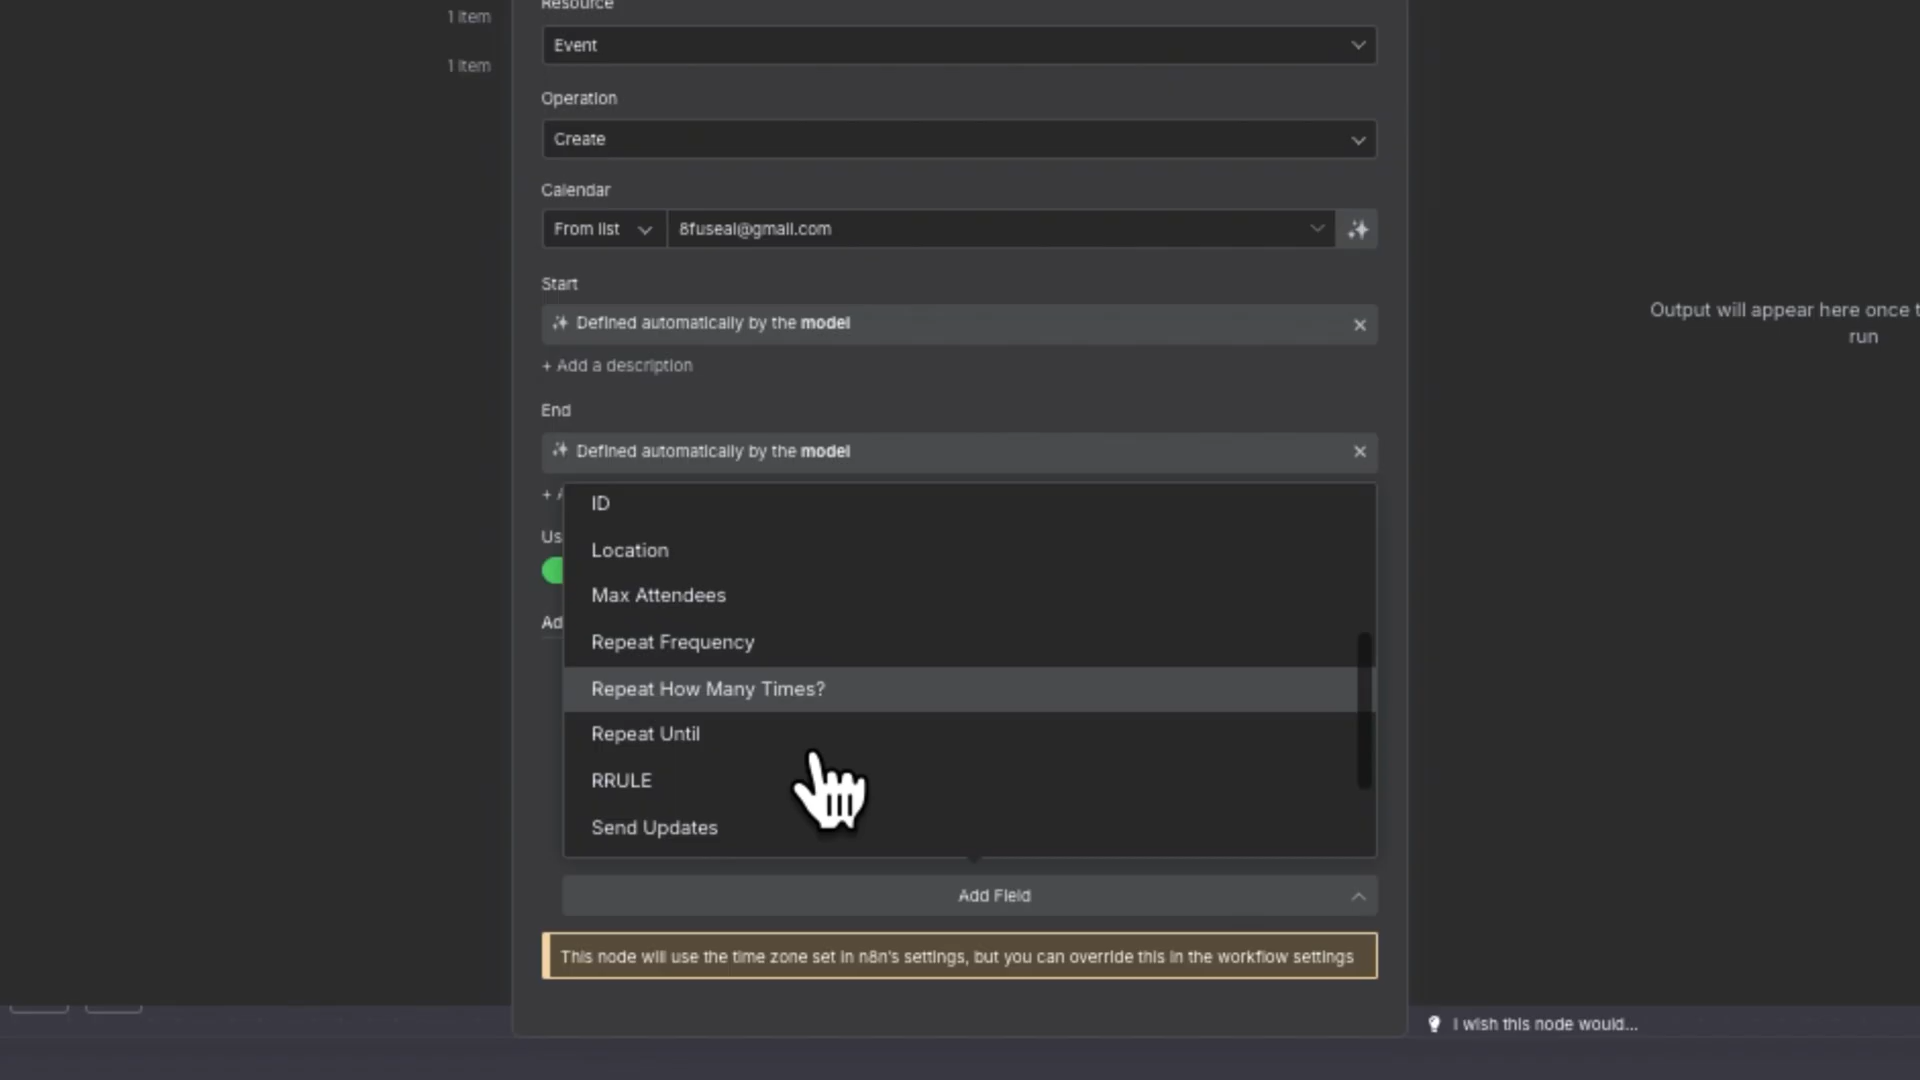 Resource
1 item
Event
1 item
Operation
Create
Calendar
From list
8fuseai@gmail.com
Start
Defined automatically by the model
+ Add a description
Output will appear here once t
run
End
Defined automatically by the model
+ A
ID
Us
Location
Max Attendees
Ad
Repeat Frequency
Repeat How Many Times?
Repeat Until
RRULE
Send Updates
Add Field
This node will use the time zone set in n8n's settings, but you can override this in the workflow settings
I wish this node would...